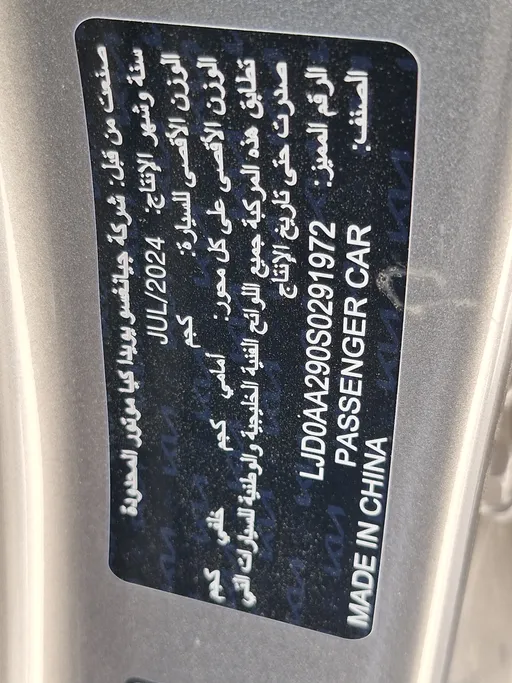 صنعت من قبل: شركة جيانغسو يويدا كيا موتور المحدودة
سنة وشهر الإنتاج: JUL/2024
الوزن الأقصى للسيارة: كجم
الوزن الأقصى على كل محور: أمامي كجم خلفي كجم
تطابق هذه المركبة جميع اللوائح الفنية الخليجية والوطنية للسيارات التي
صدرت حتى تاريخ الإنتاج
الرقم المميز: LJD0AA290S0291972
الصنف: PASSENGER CAR
MADE IN CHINA